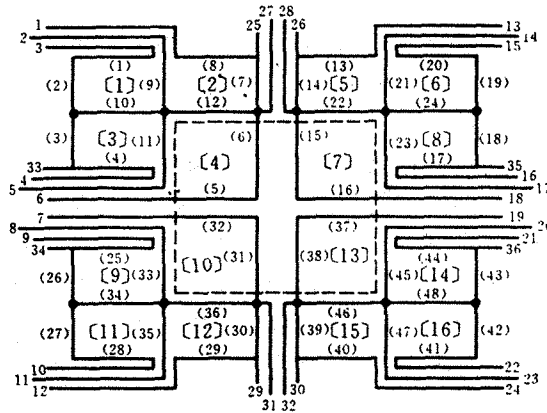 27 28
1 25 26 13
2 14
3 15
(1) (8) (13) (20)
(2) [1] (9) [2] (7) (14) [5] (21) [6] (19)
(10) (12) (22) (24)
(3) [3] (11) (6) (15) (23) [8] (18)
(4) [4] [7] (17)
33 35
4 16
5 (5) (16) 17
6 18
7 (32) (37) 19
8
9 21
34 (25) (44) 36
(26) [9] (33) [10] (31) (38) [13] (45) [14] (43)
(34) (36) (46) (48)
(27) [11] (35) [12] (30) (39) [15] (47) [16] (42)
(28) (29) (40) (41)
10 22
11 23
12 29 30 24
31 32